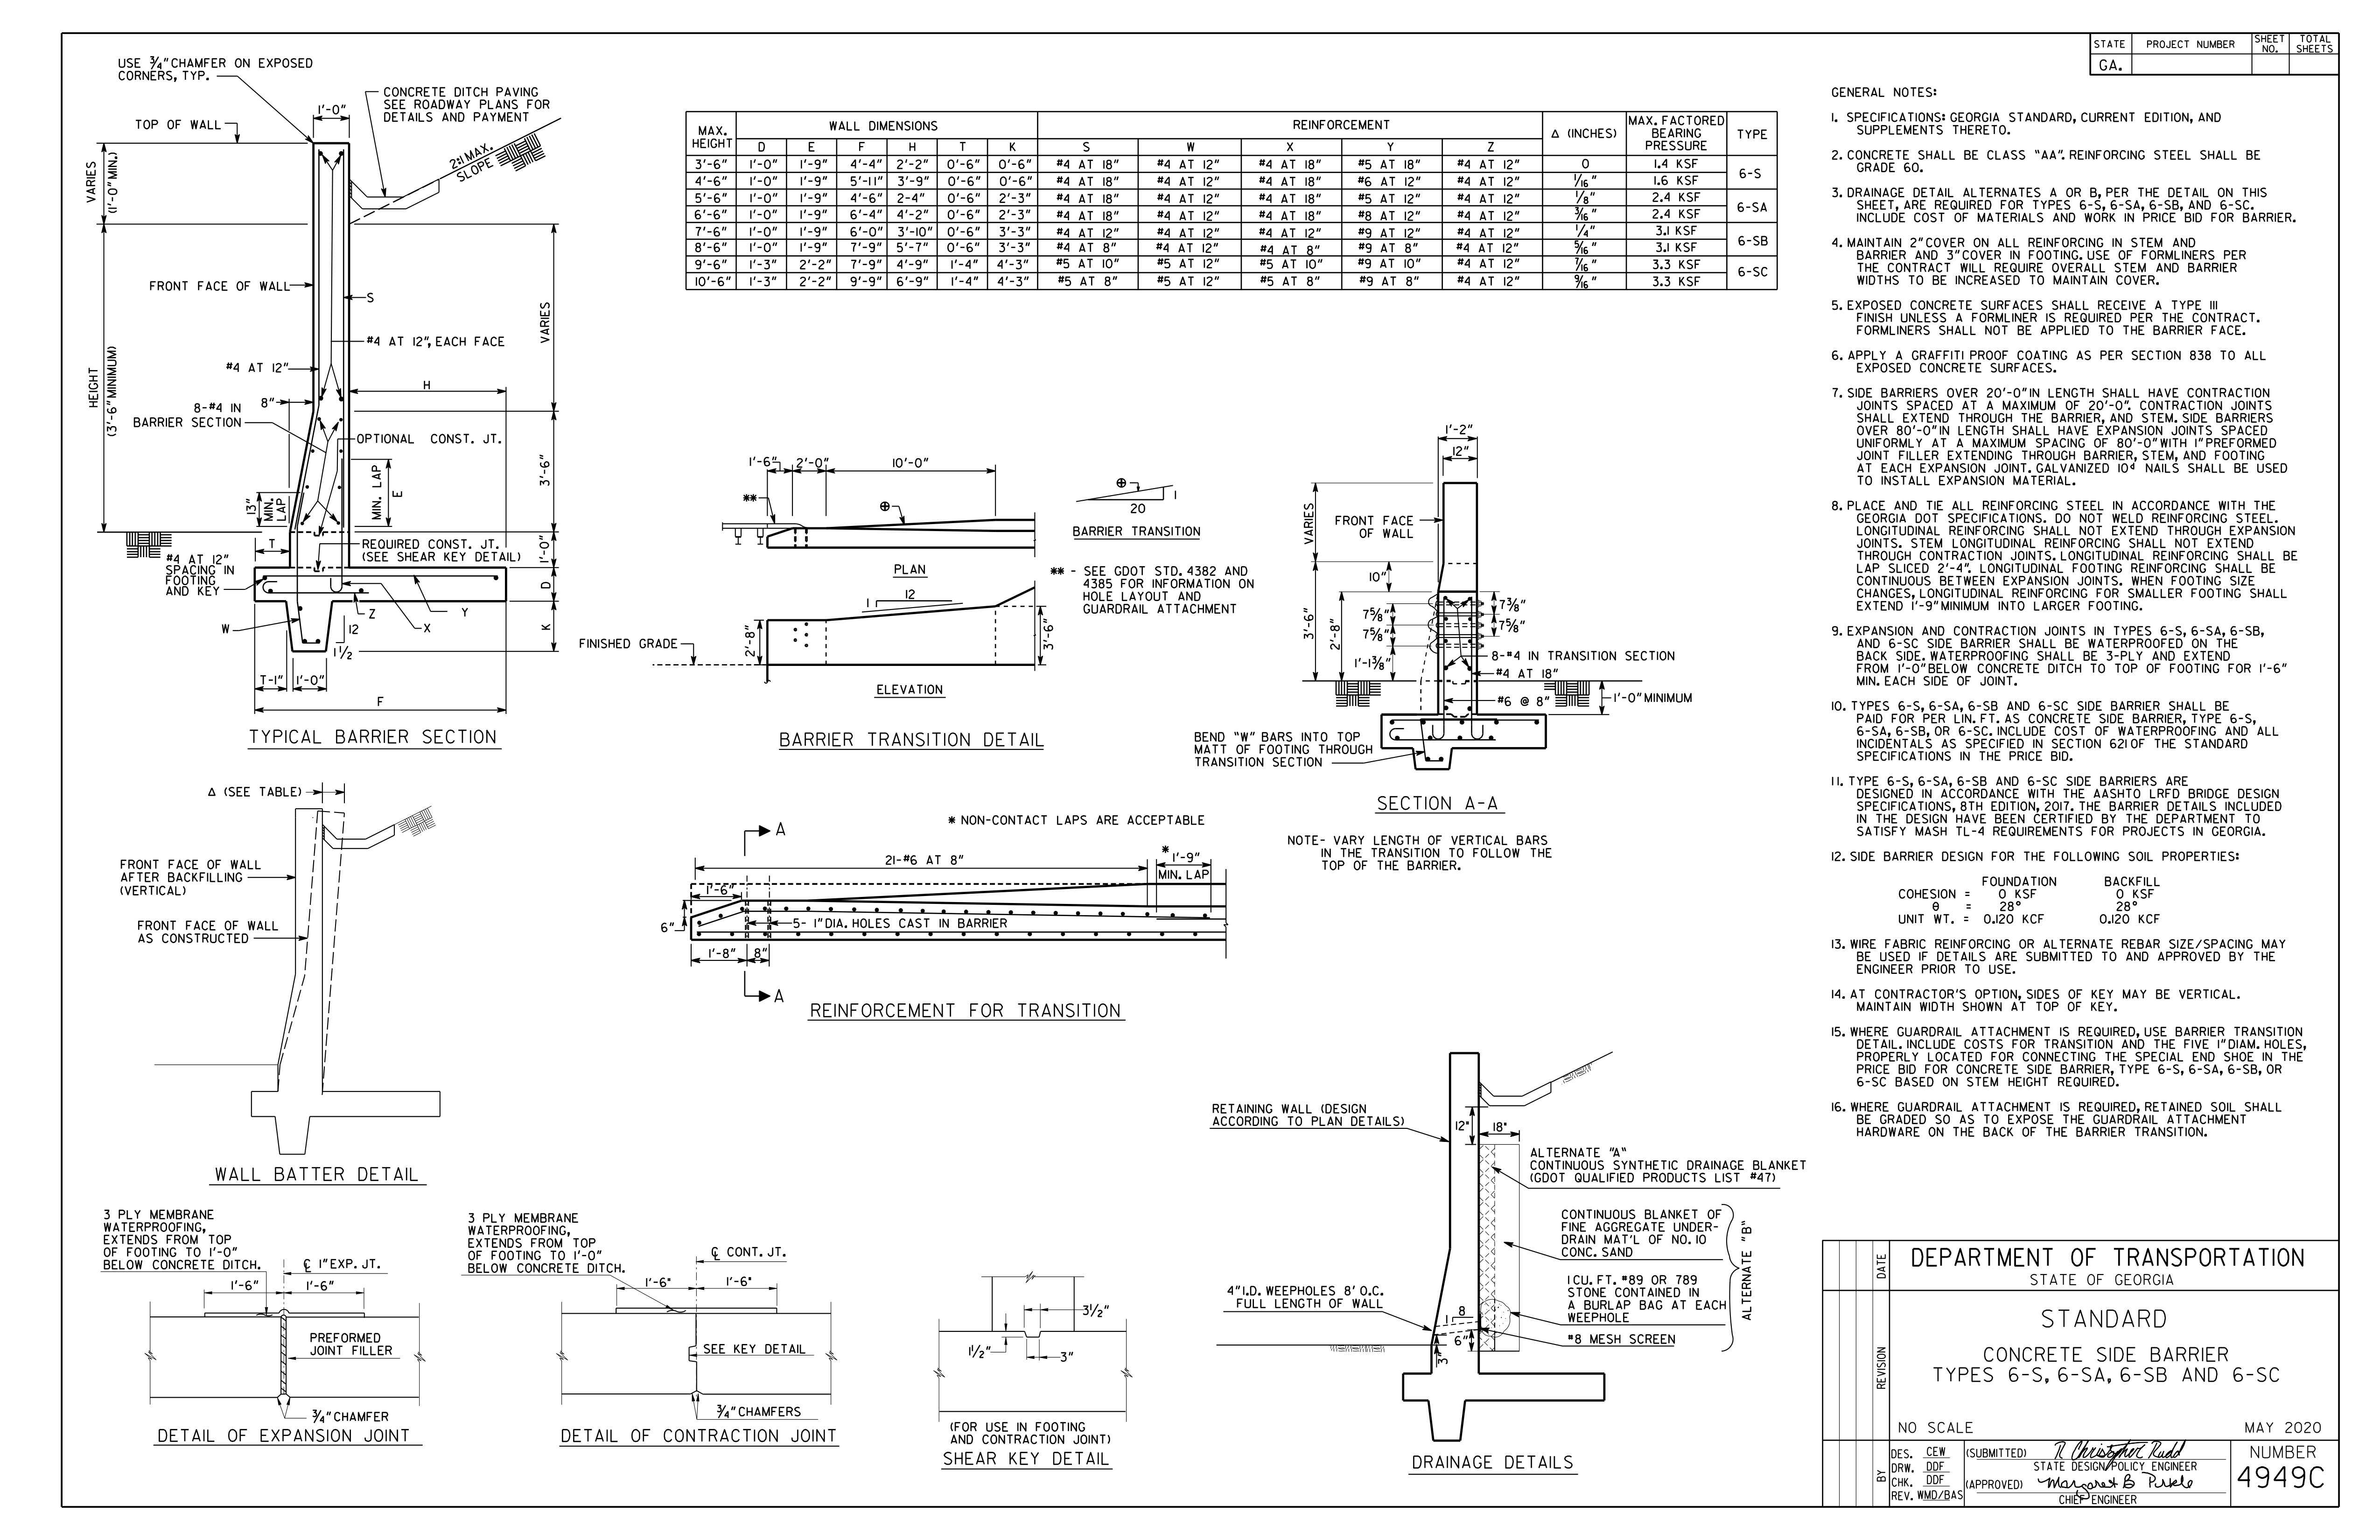 STATE PROJECT NUMBER SHEET NO. TOTAL SHEETS
GA.
USE 3/4" CHAMFER ON EXPOSED
CORNERS, TYP.
CONCRETE DITCH PAVING
SEE ROADWAY PLANS FOR
DETAILS AND PAYMENT
1'-0"
TOP OF WALL
2:1 MAX.
SLOPE
VARIES
(1'-0" MIN.)
HEIGHT
(3'-6" MINIMUM)
FRONT FACE OF WALL
S
VARIES
#4 AT 12", EACH FACE
#4 AT 12"
H
8"
8-#4 IN
BARRIER SECTION
OPTIONAL CONST. JT.
3'-6"
13"
MIN.
LAP
MIN. LAP
E
T
REQUIRED CONST. JT.
(SEE SHEAR KEY DETAIL)
1'-0"
#4 AT 12"
SPACING IN
FOOTING
AND KEY
D
Z
Y
W
X
12
1 1/2
K
T-1"
1'-0"
F
TYPICAL BARRIER SECTION
MAX. HEIGHT WALL DIMENSIONS REINFORCEMENT Δ (INCHES) MAX. FACTORED BEARING PRESSURE TYPE
D E F H T K S W X Y Z
3'-6" 1'-0" 1'-9" 4'-4" 2'-2" 0'-6" 0'-6" #4 AT 18" #4 AT 12" #4 AT 18" #5 AT 18" #4 AT 12" 0 1.4 KSF 6-S
4'-6" 1'-0" 1'-9" 5'-11" 3'-9" 0'-6" 0'-6" #4 AT 18" #4 AT 12" #4 AT 18" #6 AT 12" #4 AT 12" 1/16" 1.6 KSF
5'-6" 1'-0" 1'-9" 4'-6" 2-4" 0'-6" 2'-3" #4 AT 18" #4 AT 12" #4 AT 18" #5 AT 12" #4 AT 12" 1/8" 2.4 KSF 6-SA
6'-6" 1'-0" 1'-9" 6'-4" 4'-2" 0'-6" 2'-3" #4 AT 18" #4 AT 12" #4 AT 18" #8 AT 12" #4 AT 12" 3/16" 2.4 KSF
7'-6" 1'-0" 1'-9" 6'-0" 3'-10" 0'-6" 3'-3" #4 AT 12" #4 AT 12" #4 AT 12" #9 AT 12" #4 AT 12" 1/4" 3.1 KSF 6-SB
8'-6" 1'-0" 1'-9" 7'-9" 5'-7" 0'-6" 3'-3" #4 AT 8" #4 AT 12" #4 AT 8" #9 AT 8" #4 AT 12" 5/16" 3.1 KSF
9'-6" 1'-3" 2'-2" 7'-9" 4'-9" 1'-4" 4'-3" #5 AT 10" #5 AT 12" #5 AT 10" #9 AT 10" #4 AT 12" 7/16" 3.3 KSF 6-SC
10'-6" 1'-3" 2'-2" 9'-9" 6'-9" 1'-4" 4'-3" #5 AT 8" #5 AT 12" #5 AT 8" #9 AT 8" #4 AT 12" 9/16" 3.3 KSF
1'-6" 2'-0" 10'-0"
**
⊕
PLAN
⊕
1
20
BARRIER TRANSITION
** - SEE GDOT STD. 4382 AND
4385 FOR INFORMATION ON
HOLE LAYOUT AND
GUARDRAIL ATTACHMENT
12
1
FINISHED GRADE
2'-8"
3'-6"
ELEVATION
BARRIER TRANSITION DETAIL
1'-2"
12"
VARIES
FRONT FACE
OF WALL
10"
3'-6"
2'-8"
7 5/8"
7 5/8"
1'-1 3/8"
7 3/8"
7 5/8"
8-#4 IN TRANSITION SECTION
#4 AT 18"
#6 @ 8"
1'-0" MINIMUM
BEND "W" BARS INTO TOP
MATT OF FOOTING THROUGH
TRANSITION SECTION
SECTION A-A
NOTE- VARY LENGTH OF VERTICAL BARS
IN THE TRANSITION TO FOLLOW THE
TOP OF THE BARRIER.
* NON-CONTACT LAPS ARE ACCEPTABLE
A
21-#6 AT 8"
*
1'-9"
MIN. LAP
1'-6"
6"
5- 1" DIA. HOLES CAST IN BARRIER
1'-8" 8"
A
REINFORCEMENT FOR TRANSITION
Δ (SEE TABLE)
FRONT FACE OF WALL
AFTER BACKFILLING
(VERTICAL)
FRONT FACE OF WALL
AS CONSTRUCTED
WALL BATTER DETAIL
3 PLY MEMBRANE
WATERPROOFING,
EXTENDS FROM TOP
OF FOOTING TO 1'-0"
BELOW CONCRETE DITCH.
℄ 1" EXP. JT.
1'-6" 1'-6"
PREFORMED
JOINT FILLER
3/4" CHAMFER
DETAIL OF EXPANSION JOINT
3 PLY MEMBRANE
WATERPROOFING,
EXTENDS FROM TOP
OF FOOTING TO 1'-0"
BELOW CONCRETE DITCH.
℄ CONT. JT.
1'-6" 1'-6"
SEE KEY DETAIL
3/4" CHAMFERS
DETAIL OF CONTRACTION JOINT
3 1/2"
1 1/2"
3"
(FOR USE IN FOOTING
AND CONTRACTION JOINT)
SHEAR KEY DETAIL
RETAINING WALL (DESIGN
ACCORDING TO PLAN DETAILS)
12"
18"
ALTERNATE "A"
CONTINUOUS SYNTHETIC DRAINAGE BLANKET
(GDOT QUALIFIED PRODUCTS LIST #47)
CONTINUOUS BLANKET OF
FINE AGGREGATE UNDER-
DRAIN MAT'L OF NO. 10
CONC. SAND
1 CU. FT. #89 OR 789
STONE CONTAINED IN
A BURLAP BAG AT EACH
WEEPHOLE
ALTERNATE "B"
#8 MESH SCREEN
4" I.D. WEEPHOLES 8' O.C.
FULL LENGTH OF WALL
1
8
6"
3"
DRAINAGE DETAILS
GENERAL NOTES:
1. SPECIFICATIONS: GEORGIA STANDARD, CURRENT EDITION, AND
SUPPLEMENTS THERETO.
2. CONCRETE SHALL BE CLASS "AA". REINFORCING STEEL SHALL BE
GRADE 60.
3. DRAINAGE DETAIL ALTERNATES A OR B, PER THE DETAIL ON THIS
SHEET, ARE REQUIRED FOR TYPES 6-S, 6-SA, 6-SB, AND 6-SC.
INCLUDE COST OF MATERIALS AND WORK IN PRICE BID FOR BARRIER.
4. MAINTAIN 2" COVER ON ALL REINFORCING IN STEM AND
BARRIER AND 3" COVER IN FOOTING. USE OF FORMLINERS PER
THE CONTRACT WILL REQUIRE OVERALL STEM AND BARRIER
WIDTHS TO BE INCREASED TO MAINTAIN COVER.
5. EXPOSED CONCRETE SURFACES SHALL RECEIVE A TYPE III
FINISH UNLESS A FORMLINER IS REQUIRED PER THE CONTRACT.
FORMLINERS SHALL NOT BE APPLIED TO THE BARRIER FACE.
6. APPLY A GRAFFITI PROOF COATING AS PER SECTION 838 TO ALL
EXPOSED CONCRETE SURFACES.
7. SIDE BARRIERS OVER 20'-0" IN LENGTH SHALL HAVE CONTRACTION
JOINTS SPACED AT A MAXIMUM OF 20'-0". CONTRACTION JOINTS
SHALL EXTEND THROUGH THE BARRIER, AND STEM. SIDE BARRIERS
OVER 80'-0" IN LENGTH SHALL HAVE EXPANSION JOINTS SPACED
UNIFORMLY AT A MAXIMUM SPACING OF 80'-0" WITH 1" PREFORMED
JOINT FILLER EXTENDING THROUGH BARRIER, STEM, AND FOOTING
AT EACH EXPANSION JOINT. GALVANIZED 10d NAILS SHALL BE USED
TO INSTALL EXPANSION MATERIAL.
8. PLACE AND TIE ALL REINFORCING STEEL IN ACCORDANCE WITH THE
GEORGIA DOT SPECIFICATIONS. DO NOT WELD REINFORCING STEEL.
LONGITUDINAL REINFORCING SHALL NOT EXTEND THROUGH EXPANSION
JOINTS. STEM LONGITUDINAL REINFORCING SHALL NOT EXTEND
THROUGH CONTRACTION JOINTS. LONGITUDINAL REINFORCING SHALL BE
LAP SLICED 2'-4". LONGITUDINAL FOOTING REINFORCING SHALL BE
CONTINUOUS BETWEEN EXPANSION JOINTS. WHEN FOOTING SIZE
CHANGES, LONGITUDINAL REINFORCING FOR SMALLER FOOTING SHALL
EXTEND 1'-9" MINIMUM INTO LARGER FOOTING.
9. EXPANSION AND CONTRACTION JOINTS IN TYPES 6-S, 6-SA, 6-SB,
AND 6-SC SIDE BARRIER SHALL BE WATERPROOFED ON THE
BACK SIDE. WATERPROOFING SHALL BE 3-PLY AND EXTEND
FROM 1'-0" BELOW CONCRETE DITCH TO TOP OF FOOTING FOR 1'-6"
MIN. EACH SIDE OF JOINT.
10. TYPES 6-S, 6-SA, 6-SB AND 6-SC SIDE BARRIER SHALL BE
PAID FOR PER LIN. FT. AS CONCRETE SIDE BARRIER, TYPE 6-S,
6-SA, 6-SB, OR 6-SC. INCLUDE COST OF WATERPROOFING AND ALL
INCIDENTALS AS SPECIFIED IN SECTION 621 OF THE STANDARD
SPECIFICATIONS IN THE PRICE BID.
11. TYPE 6-S, 6-SA, 6-SB AND 6-SC SIDE BARRIERS ARE
DESIGNED IN ACCORDANCE WITH THE AASHTO LRFD BRIDGE DESIGN
SPECIFICATIONS, 8TH EDITION, 2017. THE BARRIER DETAILS INCLUDED
IN THE DESIGN HAVE BEEN CERTIFIED BY THE DEPARTMENT TO
SATISFY MASH TL-4 REQUIREMENTS FOR PROJECTS IN GEORGIA.
12. SIDE BARRIER DESIGN FOR THE FOLLOWING SOIL PROPERTIES:
FOUNDATION BACKFILL
COHESION = 0 KSF 0 KSF
θ = 28° 28°
UNIT WT. = 0.120 KCF 0.120 KCF
13. WIRE FABRIC REINFORCING OR ALTERNATE REBAR SIZE/SPACING MAY
BE USED IF DETAILS ARE SUBMITTED TO AND APPROVED BY THE
ENGINEER PRIOR TO USE.
14. AT CONTRACTOR'S OPTION, SIDES OF KEY MAY BE VERTICAL.
MAINTAIN WIDTH SHOWN AT TOP OF KEY.
15. WHERE GUARDRAIL ATTACHMENT IS REQUIRED, USE BARRIER TRANSITION
DETAIL. INCLUDE COSTS FOR TRANSITION AND THE FIVE 1" DIAM. HOLES,
PROPERLY LOCATED FOR CONNECTING THE SPECIAL END SHOE IN THE
PRICE BID FOR CONCRETE SIDE BARRIER, TYPE 6-S, 6-SA, 6-SB, OR
6-SC BASED ON STEM HEIGHT REQUIRED.
16. WHERE GUARDRAIL ATTACHMENT IS REQUIRED, RETAINED SOIL SHALL
BE GRADED SO AS TO EXPOSE THE GUARDRAIL ATTACHMENT
HARDWARE ON THE BACK OF THE BARRIER TRANSITION.
DATE
REVISION
BY
DEPARTMENT OF TRANSPORTATION
STATE OF GEORGIA
STANDARD
CONCRETE SIDE BARRIER
TYPES 6-S, 6-SA, 6-SB AND 6-SC
NO SCALE MAY 2020
DES. CEW
DRW. DDF
CHK. DDF
REV. WMD/BAS
(SUBMITTED) R. Christopher Rudd
STATE DESIGN POLICY ENGINEER
(APPROVED) Margaret B Pirkle
CHIEF ENGINEER
NUMBER
4949C